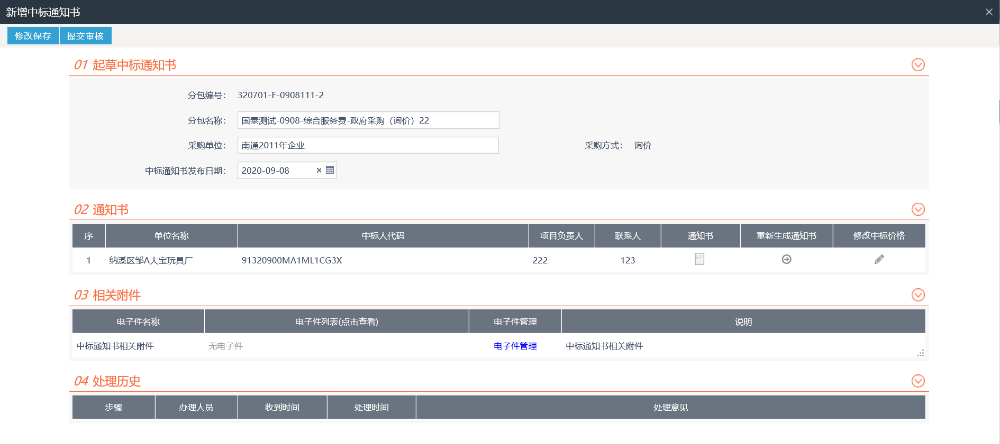 新增中标通知书
修改保存 提交审核
01 起草中标通知书
分包编号： 320701-F-0908111-2
分包名称： 国泰测试-0908-综合服务费-政府采购（询价）22
采购单位： 南通2011年企业 采购方式： 询价
中标通知书发布日期： 2020-09-08
02 通知书
序 单位名称 中标人代码 项目负责人 联系人 通知书 重新生成通知书 修改中标价格
1 纳溪区邹A大宝玩具厂 91320900MA1ML1CG3X 222 123
03 相关附件
电子件名称 电子件列表(点击查看) 电子件管理 说明
中标通知书相关附件 无电子件 电子件管理 中标通知书相关附件
04 处理历史
步骤 办理人员 收到时间 处理时间 处理意见